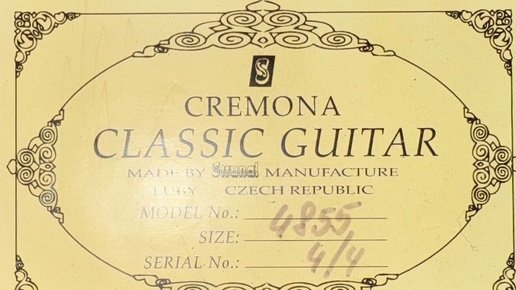 S
CREMONA
CLASSIC GUITAR
MADE BY Strunal MANUFACTURE
LUBY CZECH REPUBLIC
MODEL No.: 4855
SIZE: 4/4
SERIAL No.: